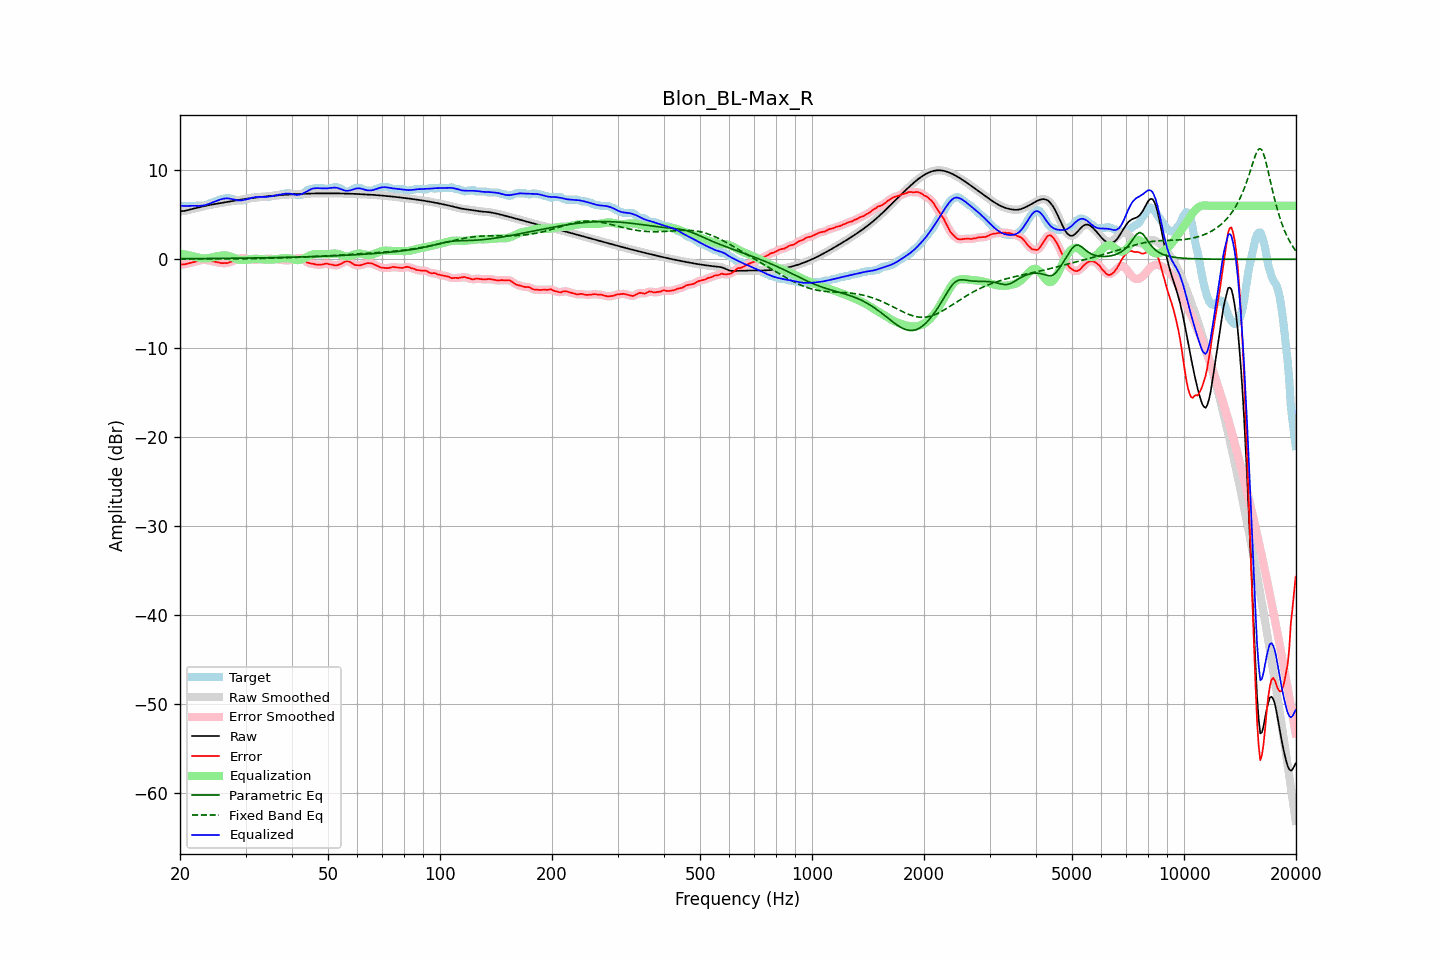 Blon_BL-Max_R
Amplitude (dBr)
10
0
−10
−20
−30
−40
−50
−60
Target
Raw Smoothed
Error Smoothed
Raw
Error
Equalization
Parametric Eq
Fixed Band Eq
Equalized
20
50
100
200
500
1000
2000
5000
10000
20000
Frequency (Hz)